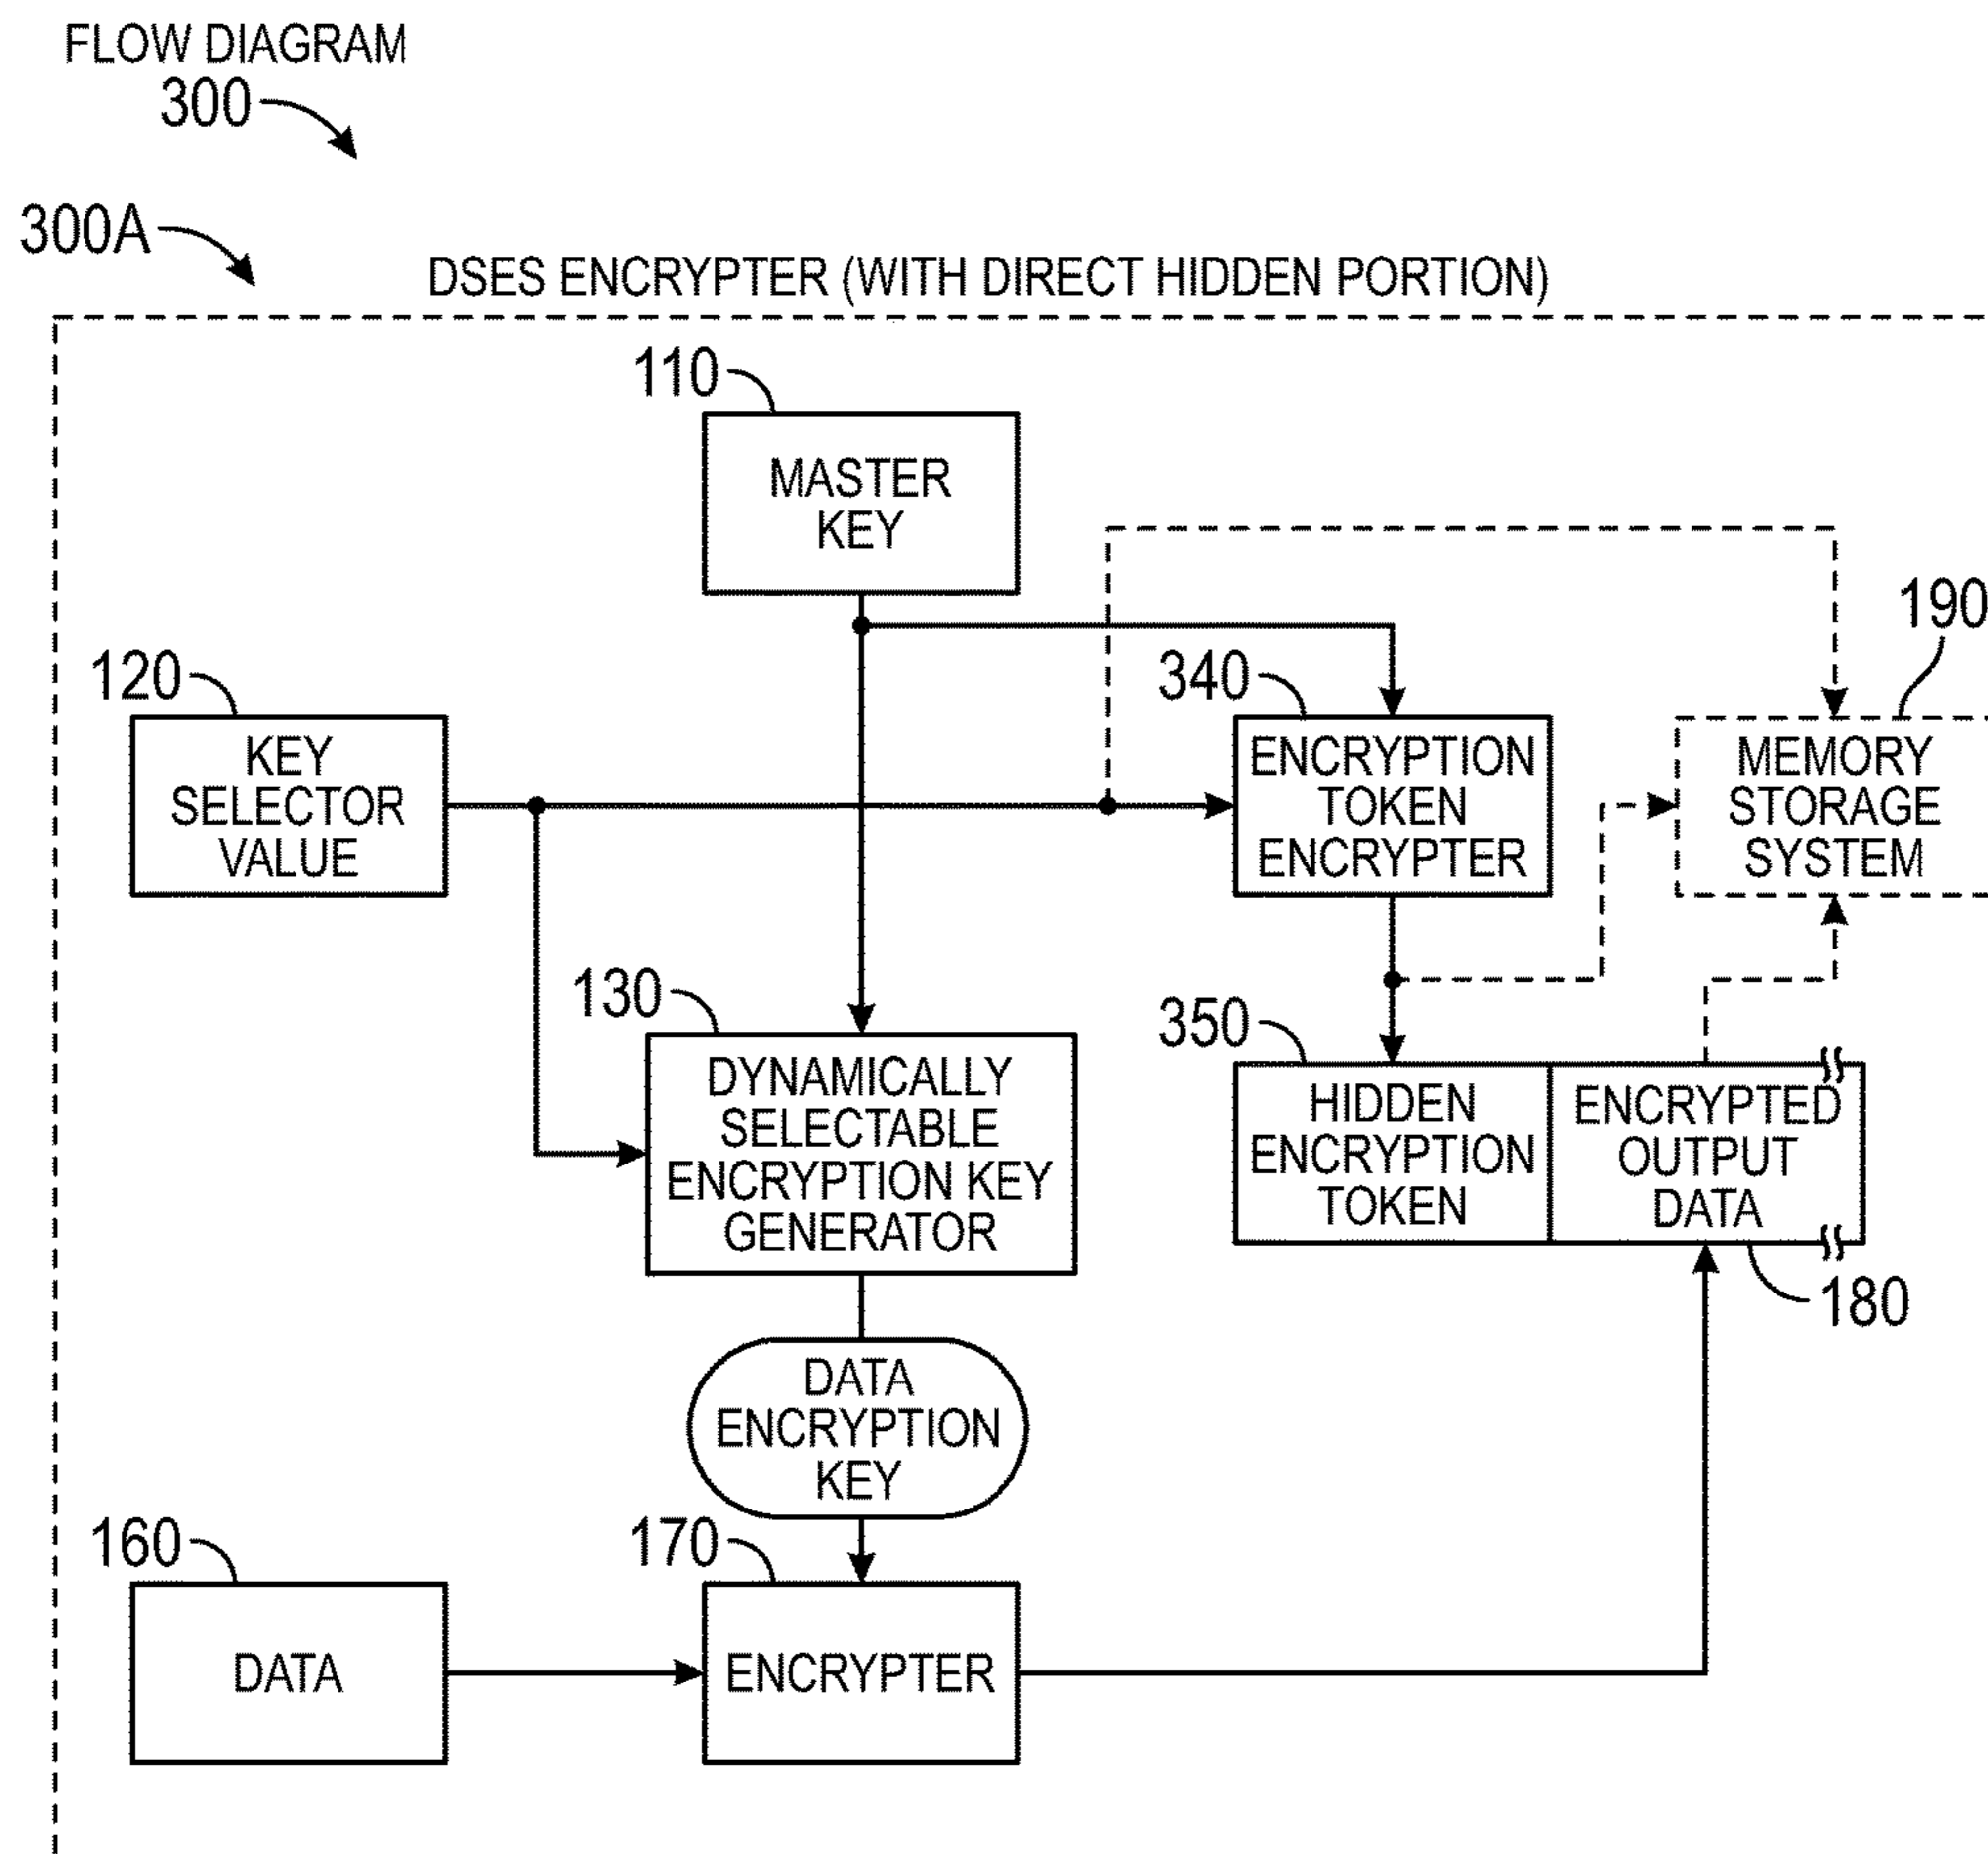 FLOW DIAGRAM
300
300A
DSES ENCRYPTER (WITH DIRECT HIDDEN PORTION)
110
MASTER
KEY
190
120
340
KEY
SELECTOR
VALUE
ENCRYPTION
TOKEN
ENCRYPTER
MEMORY
STORAGE
SYSTEM
130
350
DYNAMICALLY
SELECTABLE
ENCRYPTION KEY
GENERATOR
HIDDEN
ENCRYPTION
TOKEN
ENCRYPTED
OUTPUT
DATA
180
DATA
ENCRYPTION
KEY
160
170
DATA
ENCRYPTER